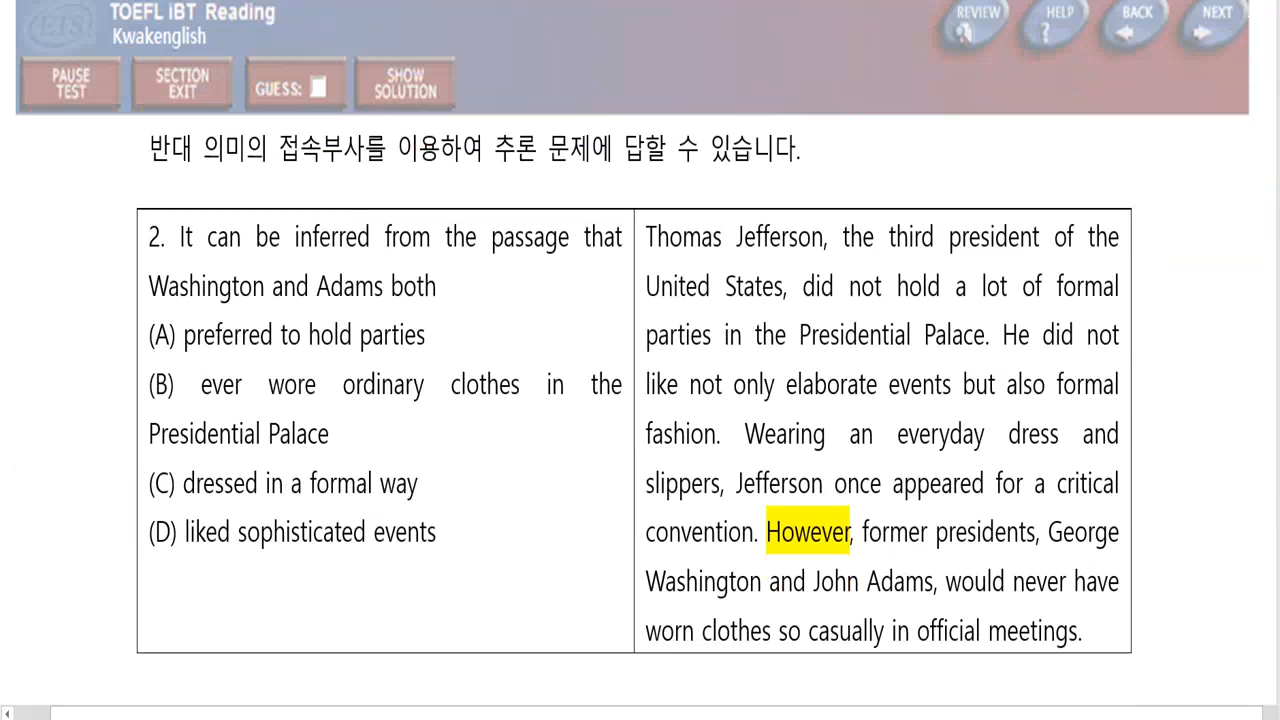 TOEFL iBT Reading
Kwakenglish
REVIEW
HELP
BACK
NEXT
ETS
PAUSE
TEST
SECTION
EXIT
GUESS:
SHOW
SOLUTION
반대 의미의 접속부사를 이용하여 추론 문제에 답할 수 있습니다.
2. It can be inferred from the passage that
Washington and Adams both
(A) preferred to hold parties
(B) ever wore ordinary clothes in the
Presidential Palace
(C) dressed in a formal way
(D) liked sophisticated events
Thomas Jefferson, the third president of the
United States, did not hold a lot of formal
parties in the Presidential Palace. He did not
like not only elaborate events but also formal
fashion. Wearing an everyday dress and
slippers, Jefferson once appeared for a critical
convention. However, former presidents, George
Washington and John Adams, would never have
worn clothes so casually in official meetings.